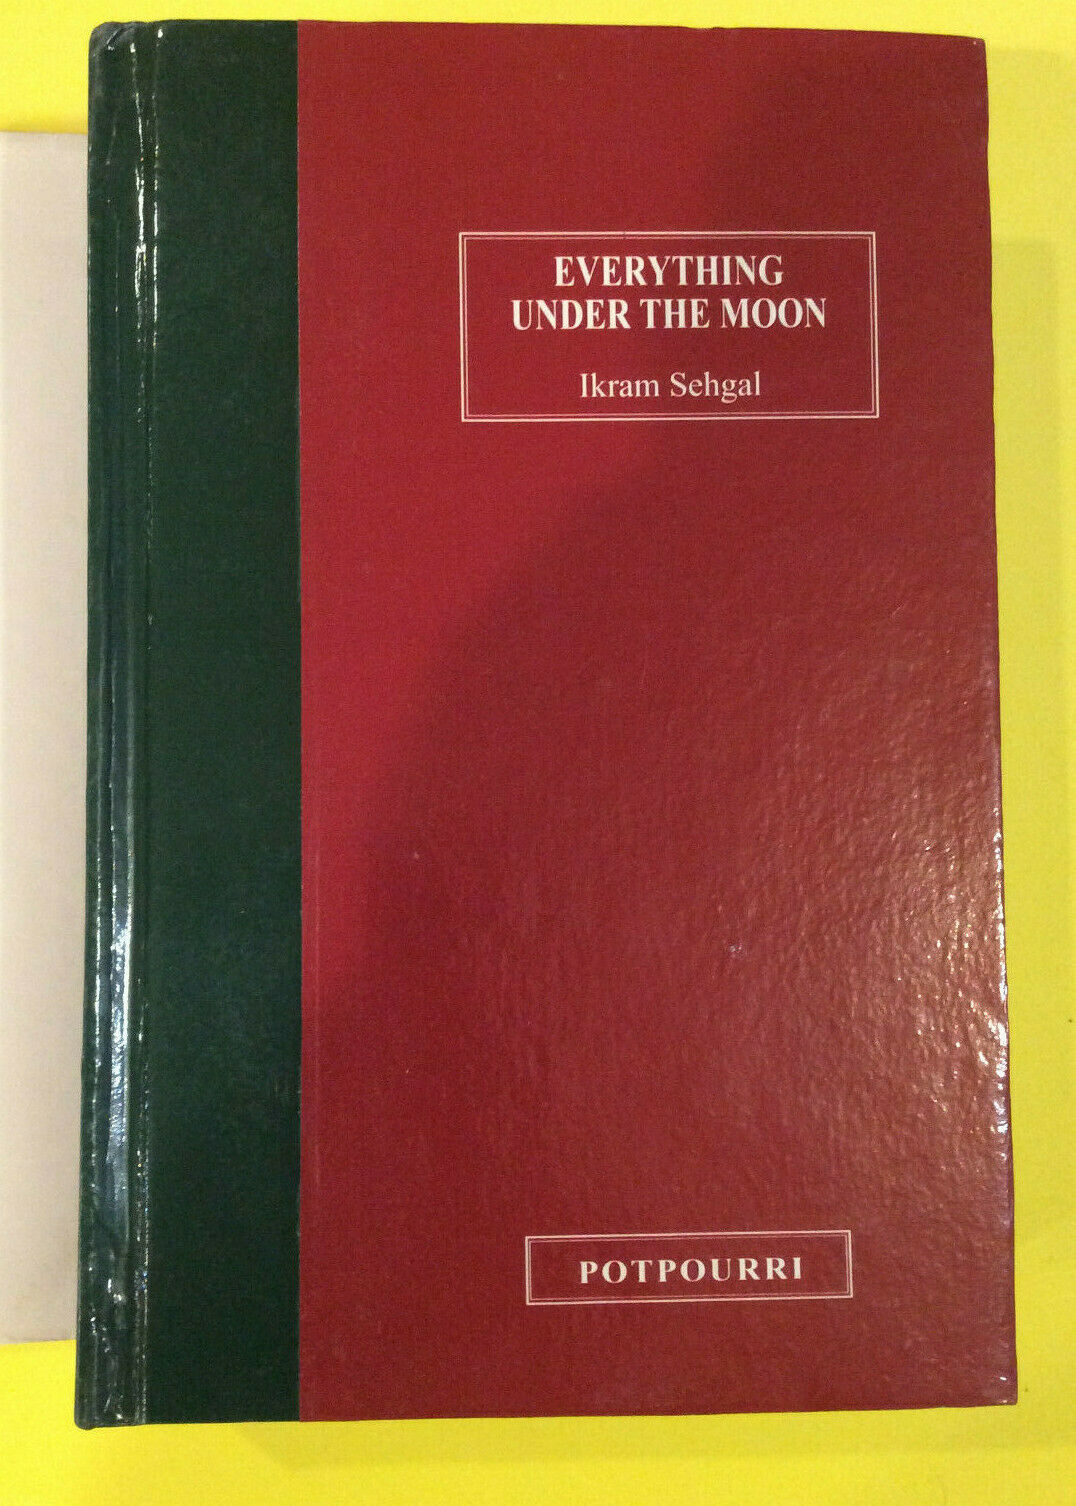 EVERYTHING
UNDER THE MOON
Ikram Sehgal
POTPOURRI